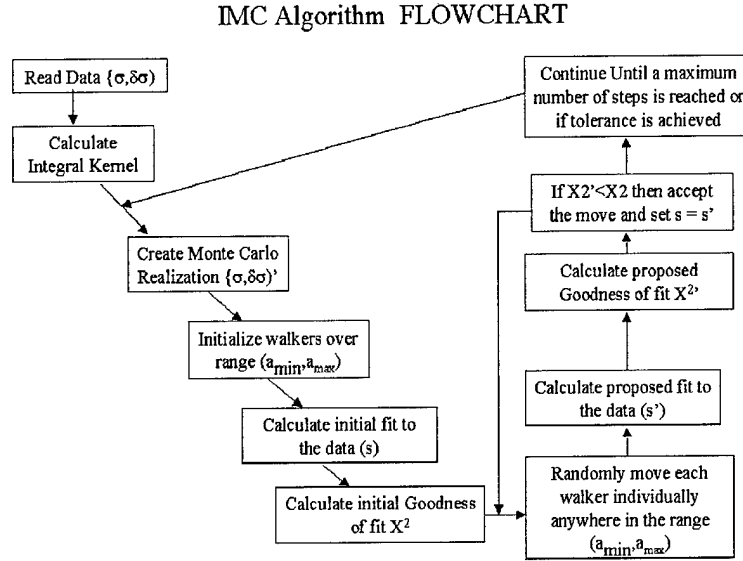 IMC Algorithm FLOWCHART
Read Data {σ,δσ)
Calculate
Integral Kernel
Create Monte Carlo
Realization {σ,δσ)’
Initialize walkers over
range (amin,amax)
Calculate initial fit to
the data (s)
Calculate initial Goodness
of fit X2
Randomly move each
walker individually
anywhere in the range
(amin,amax)
Calculate proposed fit to
the data (s’)
Calculate proposed
Goodness of fit X2’
If X2’<X2 then accept
the move and set s = s’
Continue Until a maximum
number of steps is reached or
if tolerance is achieved